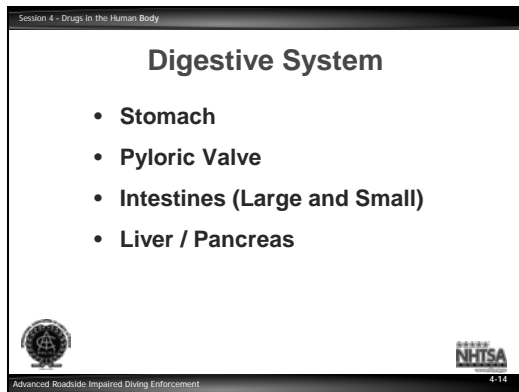 Session 4 - Drugs in the Human Body
Digestive System
• Stomach
• Pyloric Valve
• Intestines (Large and Small)
• Liver / Pancreas
NHTSA
Advanced Roadside Impaired Diving Enforcement
4-14